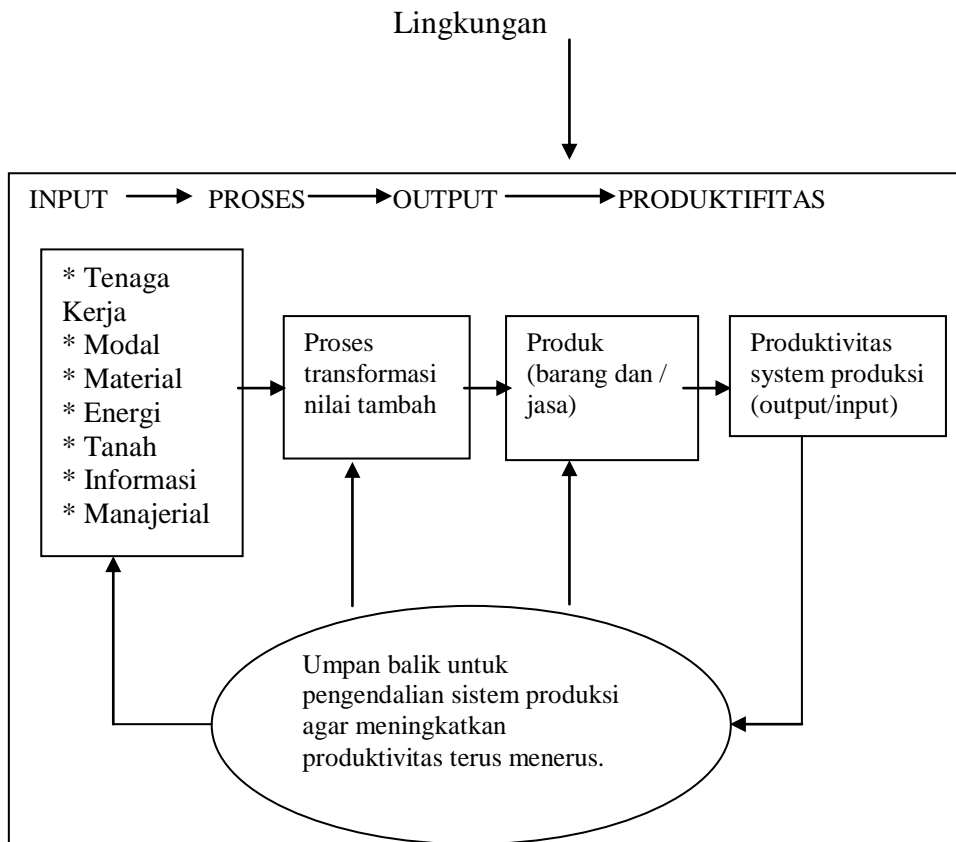 Lingkungan
INPUT PROSES OUTPUT PRODUKTIFITAS
* Tenaga
Kerja
* Modal
* Material
* Energi
* Tanah
* Informasi
* Manajerial
Proses
transformasi
nilai tambah
Produk
(barang dan /
jasa)
Produktivitas
system produksi
(output/input)
Umpan balik untuk
pengendalian sistem produksi
agar meningkatkan
produktivitas terus menerus.